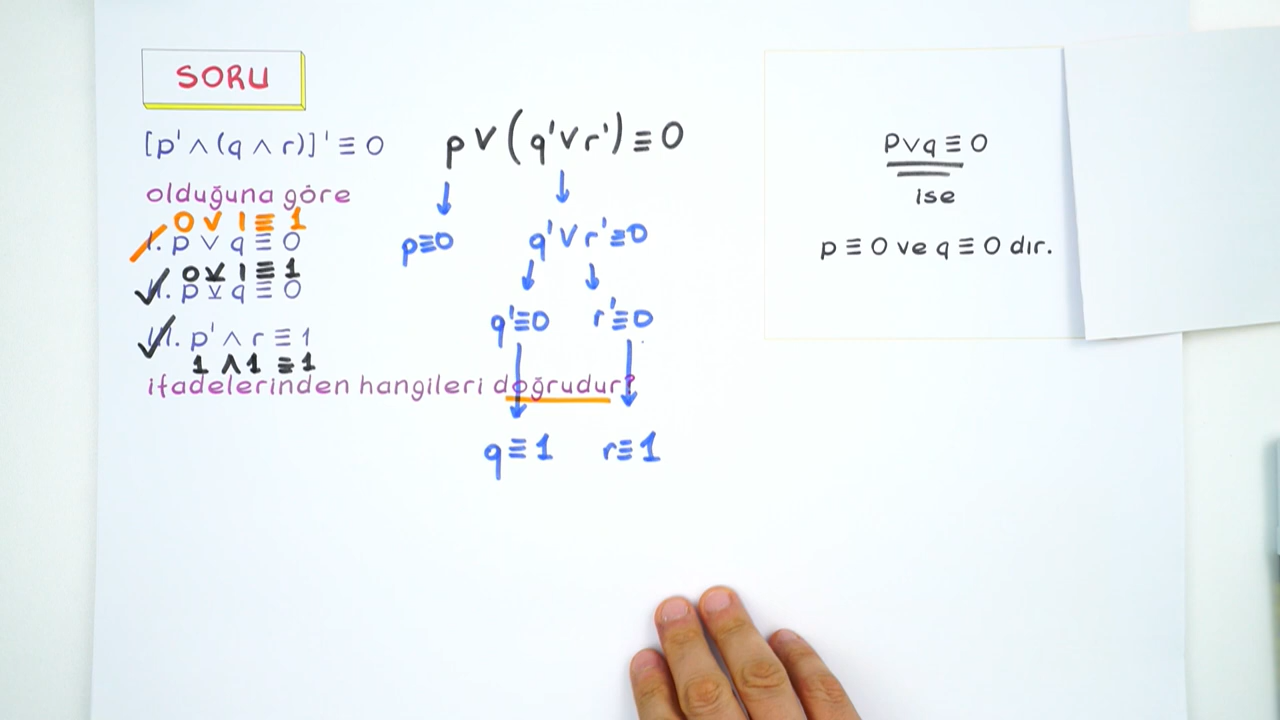 SORU
[p' ∧ (q ∧ r)]' ≡ 0
olduğuna göre
0 ∨ 1 ≡ 1
I. p ∨ q ≡ 0
0 ⊻ 1 ≡ 1
II. p ⊻ q ≡ 0
III. p' ∧ r ≡ 1
1 ∧ 1 ≡ 1
ifadelerinden hangileri doğrudur?
p ∨ (q' ∨ r') ≡ 0
p ≡ 0
q' ∨ r' ≡ 0
q' ≡ 0
r' ≡ 0
q ≡ 1
r ≡ 1
p ∨ q ≡ 0
ise
p ≡ 0 ve q ≡ 0 dır.